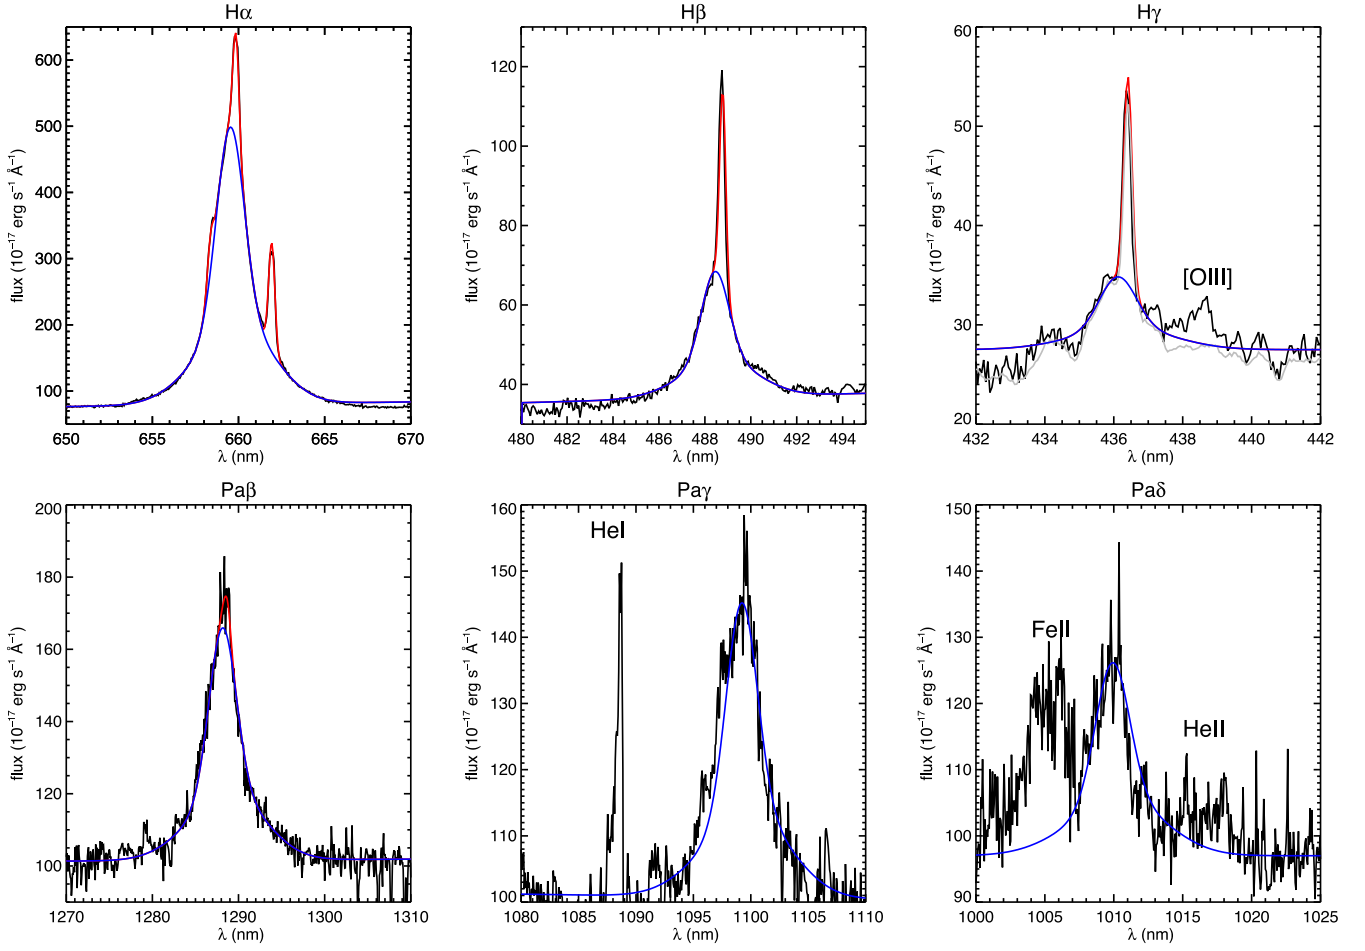 Hα
flux (10⁻¹⁷ erg s⁻¹ Å⁻¹)
600
500
400
300
200
100
650 655 660 665 670
λ (nm)
Hβ
flux (10⁻¹⁷ erg s⁻¹ Å⁻¹)
120
100
80
60
40
480 482 484 486 488 490 492 494
λ (nm)
Hγ
flux (10⁻¹⁷ erg s⁻¹ Å⁻¹)
60
50
40
30
20
[OIII]
432 434 436 438 440 442
λ (nm)
Paβ
flux (10⁻¹⁷ erg s⁻¹ Å⁻¹)
200
180
160
140
120
100
1270 1280 1290 1300 1310
λ (nm)
Paγ
flux (10⁻¹⁷ erg s⁻¹ Å⁻¹)
160
150
140
130
120
110
100
HeI
1080 1085 1090 1095 1100 1105 1110
λ (nm)
Paδ
flux (10⁻¹⁷ erg s⁻¹ Å⁻¹)
150
140
130
120
110
100
90
FeII
HeII
1000 1005 1010 1015 1020 1025
λ (nm)